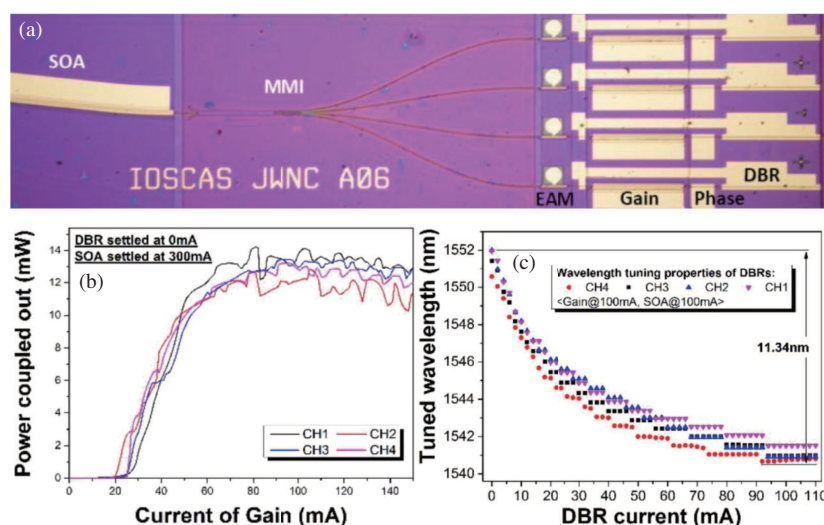 (a)
SOA
MMI
IOSCAS JWNC A06
EAM
Gain
Phase
DBR
(b)
DBR settled at 0mA
SOA settled at 300mA
Power coupled out (mW)
14
12
10
8
6
4
2
0
0 20 40 60 80 100 120 140
Current of Gain (mA)
CH1 CH2
CH3 CH4
(c)
Wavelength tuning properties of DBRs:
CH4 CH3 CH2 CH1
<Gain@100mA, SOA@100mA>
11.34nm
Tuned wavelength (nm)
1552
1550
1548
1546
1544
1542
1540
0 10 20 30 40 50 60 70 80 90 100 110
DBR current (mA)